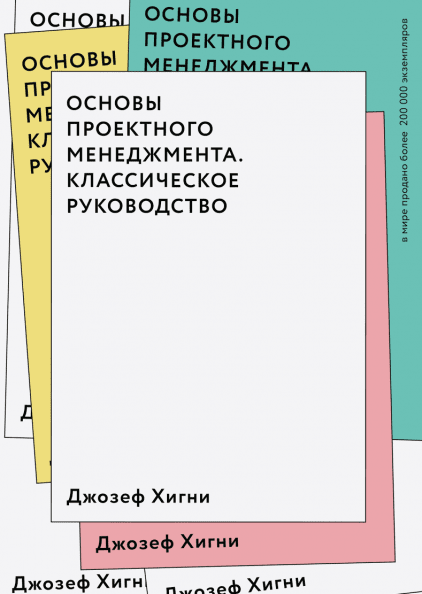 ОСНОВЫ
ОСНОВЫ
ПРОЕКТНОГО
МЕНЕДЖМЕНТА
в мире продано более 200 000 экземпляров
ОСНОВЫ
ПР
МЕ
КЛ
РУ
ОСНОВЫ
ПРОЕКТНОГО
МЕНЕДЖМЕНТА.
КЛАССИЧЕСКОЕ
РУКОВОДСТВО
Д
Джозеф Хигни
Джозеф Хигни
Джозеф Хигн
Джозеф Хигни